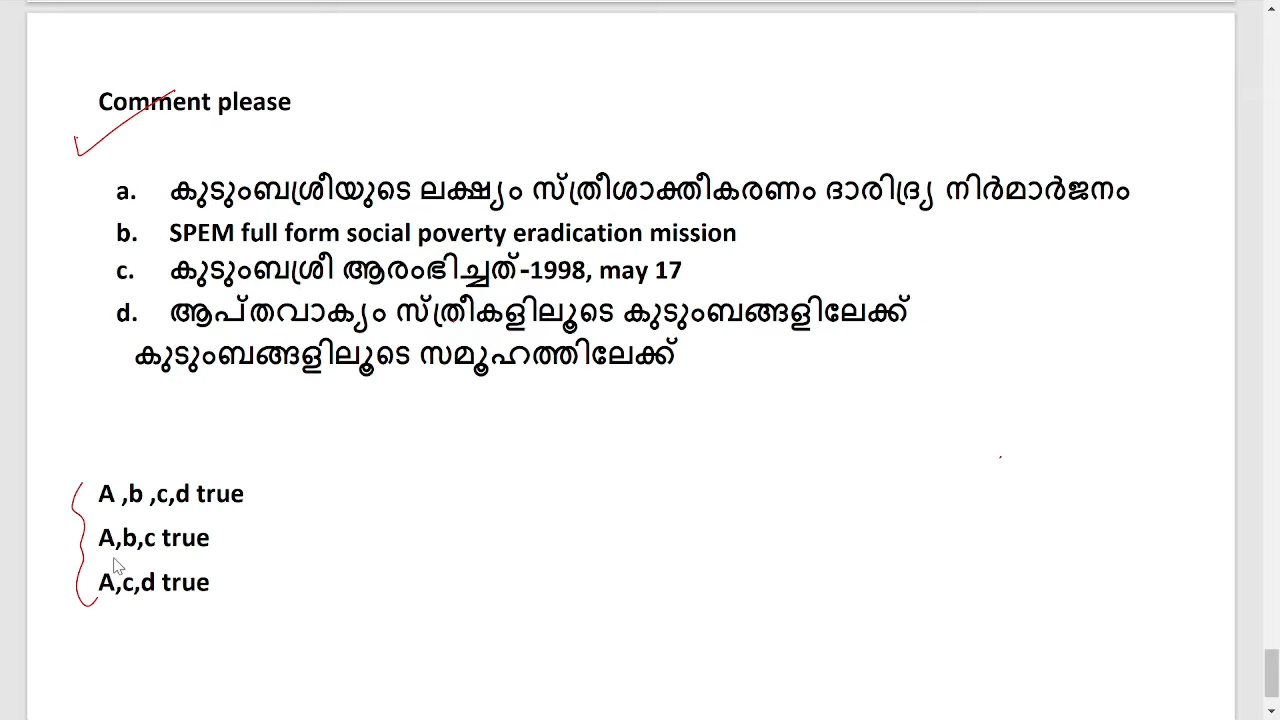 Comment please
a. കുടുംബശ്രീയുടെ ലക്ഷ്യം സ്ത്രീശാക്തീകരണം ദാരിദ്ര്യ നിർമാർജനം
b. SPEM full form social poverty eradication mission
c. കുടുംബശ്രീ ആരംഭിച്ചത്-1998, may 17
d. ആപ്തവാക്യം സ്ത്രീകളിലൂടെ കുടുംബങ്ങളിലേക്ക്
കുടുംബങ്ങളിലൂടെ സമൂഹത്തിലേക്ക്
A ,b ,c,d true
A,b,c true
A,c,d true